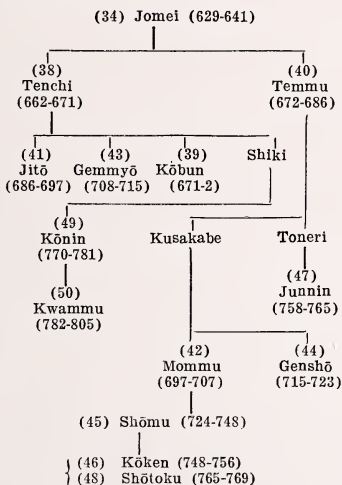 (34) Jomei (629-641)
(38) (40)
Tenchi Temmu
(662-671) (672-686)
(41) (43) (39) Shiki
Jitō Gemmyō Kōbun
(686-697) (708-715) (671-2)
(49)
Kōnin Kusakabe Toneri
(770-781) (47)
(50) Junnin
Kwammu (758-765)
(782-805)
(42) (44)
Mommu Genshō
(697-707) (715-723)
(45) Shōmu (724-748)
(46) Kōken (748-756)
(48) Shōtoku (765-769)